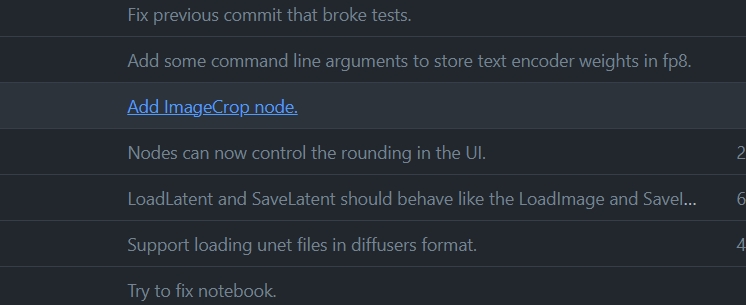 Fix previous commit that broke tests.
Add some command line arguments to store text encoder weights in fp8.
Add ImageCrop node.
Nodes can now control the rounding in the UI. 2
LoadLatent and SaveLatent should behave like the LoadImage and SaveI... 6
Support loading unet files in diffusers format. 4
Try to fix notebook.